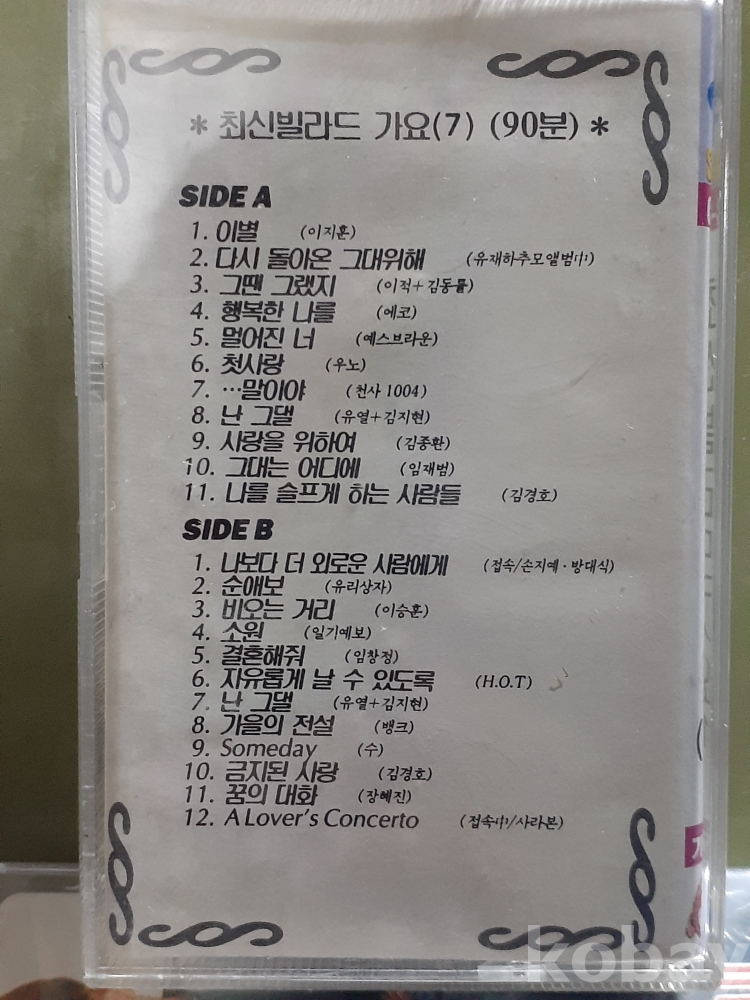 * 최신빌라드 가요(7) (90분) *
SIDE A
1. 이별 (이지훈)
2. 다시 돌아온 그대위해 (유재하추모앨범中)
3. 그땐 그랬지 (이적+김동률)
4. 행복한 나를 (에코)
5. 멀어진 너 (예스브라운)
6. 첫사랑 (우노)
7. …말이야 (천사 1004)
8. 난 그댈 (유열+김지현)
9. 사랑을 위하여 (김종환)
10. 그대는 어디에 (임재범)
11. 나를 슬프게 하는 사람들 (김경호)
SIDE B
1. 나보다 더 외로운 사람에게 (접속/손지예·방대식)
2. 순애보 (유리상자)
3. 비오는 거리 (이승훈)
4. 소원 (일기예보)
5. 결혼해줘 (임창정)
6. 자유롭게 날 수 있도록 (H.O.T)
7. 난 그댈 (유열+김지현)
8. 가을의 전설 (뱅크)
9. Someday (수)
10. 금지된 사랑 (김경호)
11. 꿈의 대화 (장혜진)
12. A Lover's Concerto (접속中/사라본)
kobay